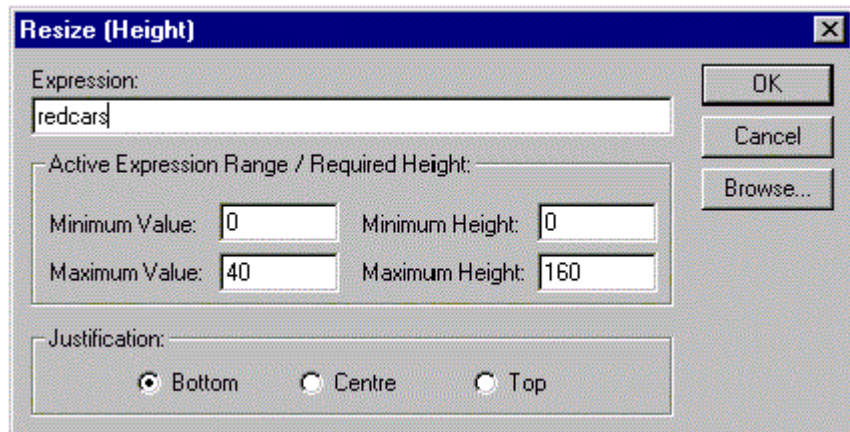 Resize (Height)
Expression:
OK
redcars
Cancel
Active Expression Range / Required Height:
Browse...
Minimum Value: 0 Minimum Height: 0
Maximum Value: 40 Maximum Height: 160
Justification:
Bottom Centre Top